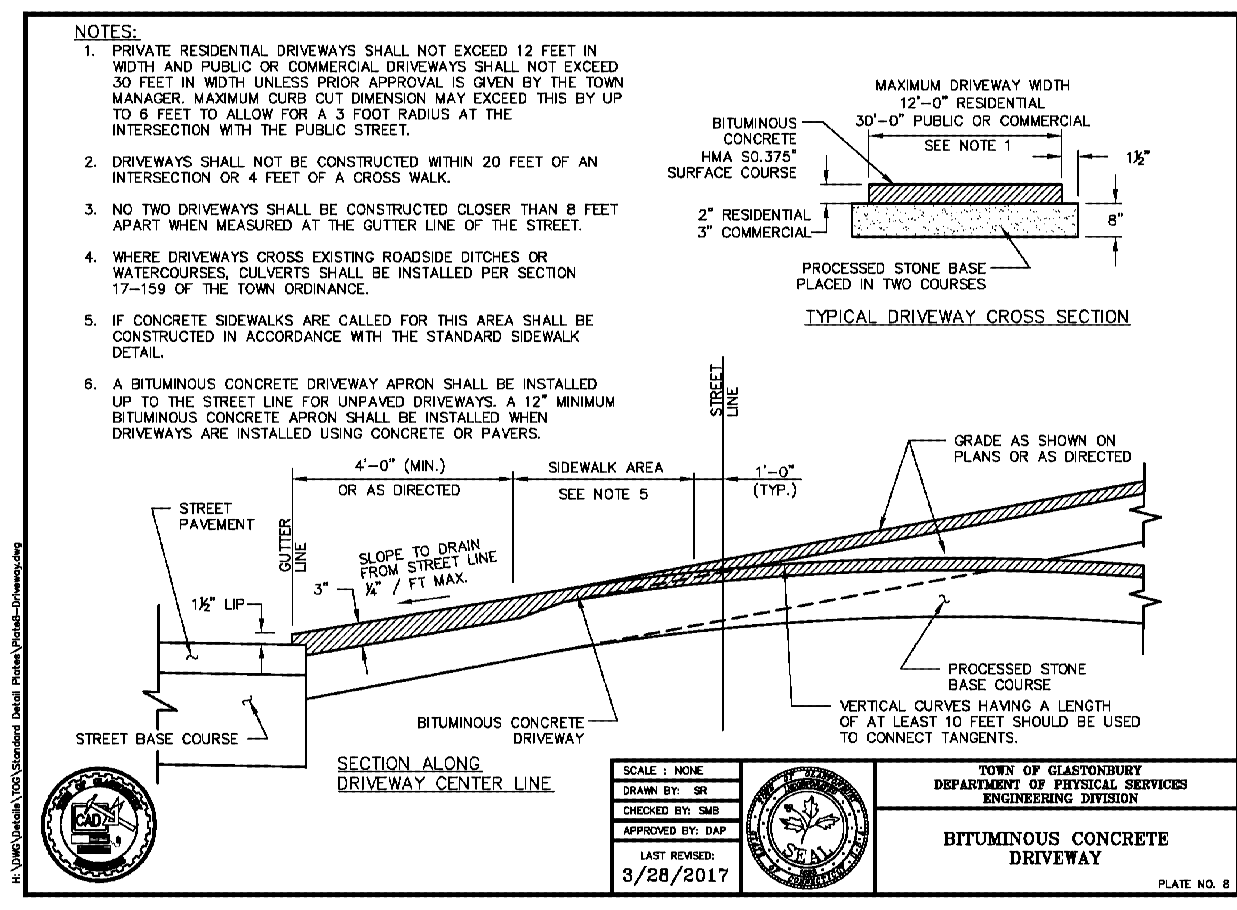 NOTES:
1. PRIVATE RESIDENTIAL DRIVEWAYS SHALL NOT EXCEED 12 FEET IN
WIDTH AND PUBLIC OR COMMERCIAL DRIVEWAYS SHALL NOT EXCEED
30 FEET IN WIDTH UNLESS PRIOR APPROVAL IS GIVEN BY THE TOWN
MANAGER. MAXIMUM CURB CUT DIMENSION MAY EXCEED THIS BY UP
TO 6 FEET TO ALLOW FOR A 3 FOOT RADIUS AT THE
INTERSECTION WITH THE PUBLIC STREET.
2. DRIVEWAYS SHALL NOT BE CONSTRUCTED WITHIN 20 FEET OF AN
INTERSECTION OR 4 FEET OF A CROSS WALK.
3. NO TWO DRIVEWAYS SHALL BE CONSTRUCTED CLOSER THAN 8 FEET
APART WHEN MEASURED AT THE GUTTER LINE OF THE STREET.
4. WHERE DRIVEWAYS CROSS EXISTING ROADSIDE DITCHES OR
WATERCOURSES, CULVERTS SHALL BE INSTALLED PER SECTION
17-159 OF THE TOWN ORDINANCE.
5. IF CONCRETE SIDEWALKS ARE CALLED FOR THIS AREA SHALL BE
CONSTRUCTED IN ACCORDANCE WITH THE STANDARD SIDEWALK
DETAIL.
6. A BITUMINOUS CONCRETE DRIVEWAY APRON SHALL BE INSTALLED
UP TO THE STREET LINE FOR UNPAVED DRIVEWAYS. A 12" MINIMUM
BITUMINOUS CONCRETE APRON SHALL BE INSTALLED WHEN
DRIVEWAYS ARE INSTALLED USING CONCRETE OR PAVERS.
MAXIMUM DRIVEWAY WIDTH
12'-0" RESIDENTIAL
30'-0" PUBLIC OR COMMERCIAL
SEE NOTE 1
BITUMINOUS
CONCRETE
HMA S0.375"
SURFACE COURSE
1½"
2" RESIDENTIAL
3" COMMERCIAL
8"
PROCESSED STONE BASE
PLACED IN TWO COURSES
TYPICAL DRIVEWAY CROSS SECTION
STREET
LINE
4'-0" (MIN.)
OR AS DIRECTED
SIDEWALK AREA
SEE NOTE 5
1'-0"
(TYP.)
GRADE AS SHOWN ON
PLANS OR AS DIRECTED
STREET
PAVEMENT
GUTTER
LINE
SLOPE TO DRAIN
FROM STREET LINE
¼" / FT MAX.
3"
1½" LIP
PROCESSED STONE
BASE COURSE
VERTICAL CURVES HAVING A LENGTH
OF AT LEAST 10 FEET SHOULD BE USED
TO CONNECT TANGENTS.
BITUMINOUS CONCRETE
DRIVEWAY
STREET BASE COURSE
SECTION ALONG
DRIVEWAY CENTER LINE
H:\DWG\Details\TOG\Standard Detail Plates\Plate8-Driveway.dwg
TOWN OF GLASTONBURY
CAD
SCALE : NONE
DRAWN BY: SR
CHECKED BY: SMB
APPROVED BY: DAP
LAST REVISED:
3/28/2017
TOWN OF GLASTONBURY
INCORPORATED
SEAL
STATE OF CONNECTICUT
TOWN OF GLASTONBURY
DEPARTMENT OF PHYSICAL SERVICES
ENGINEERING DIVISION
BITUMINOUS CONCRETE
DRIVEWAY
PLATE NO. 8